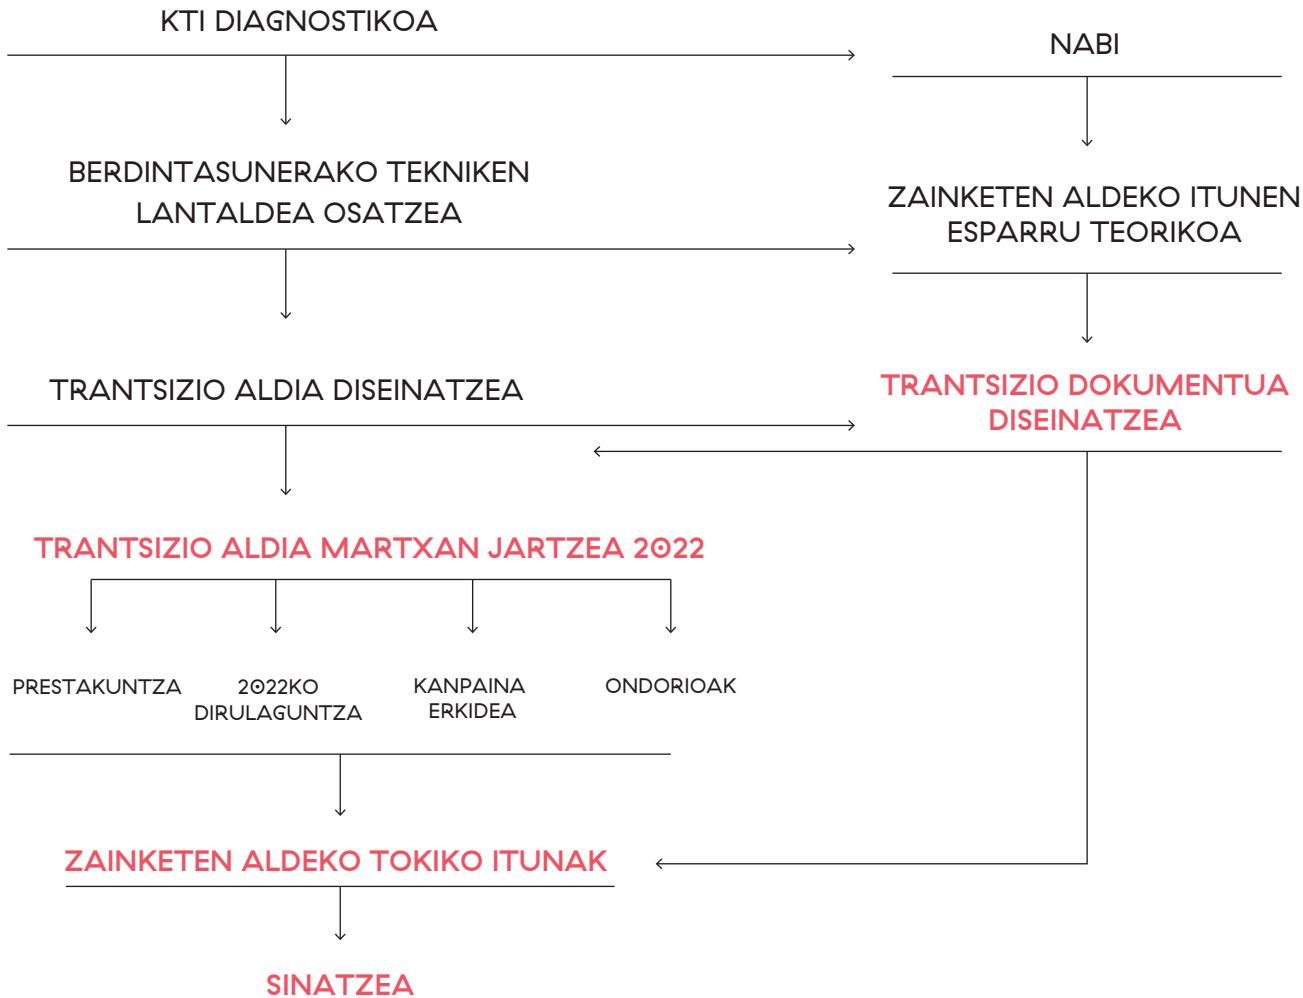 KTI DIAGNOSTIKOA
NABI
BERDINTASUNERAKO TEKNIKEN
LANTALDEA OSATZEA
ZAINKETEN ALDEKO ITUNEN
ESPARRU TEORIKOA
TRANTSIZIO ALDIA DISEINATZEA
TRANTSIZIO DOKUMENTUA
DISEINATZEA
TRANTSIZIO ALDIA MARTXAN JARTZEA 2022
PRESTAKUNTZA
2022KO
DIRULAGUNTZA
KANPAINA
ERKIDEA
ONDORIOAK
ZAINKETEN ALDEKO TOKIKO ITUNAK
SINATZEA